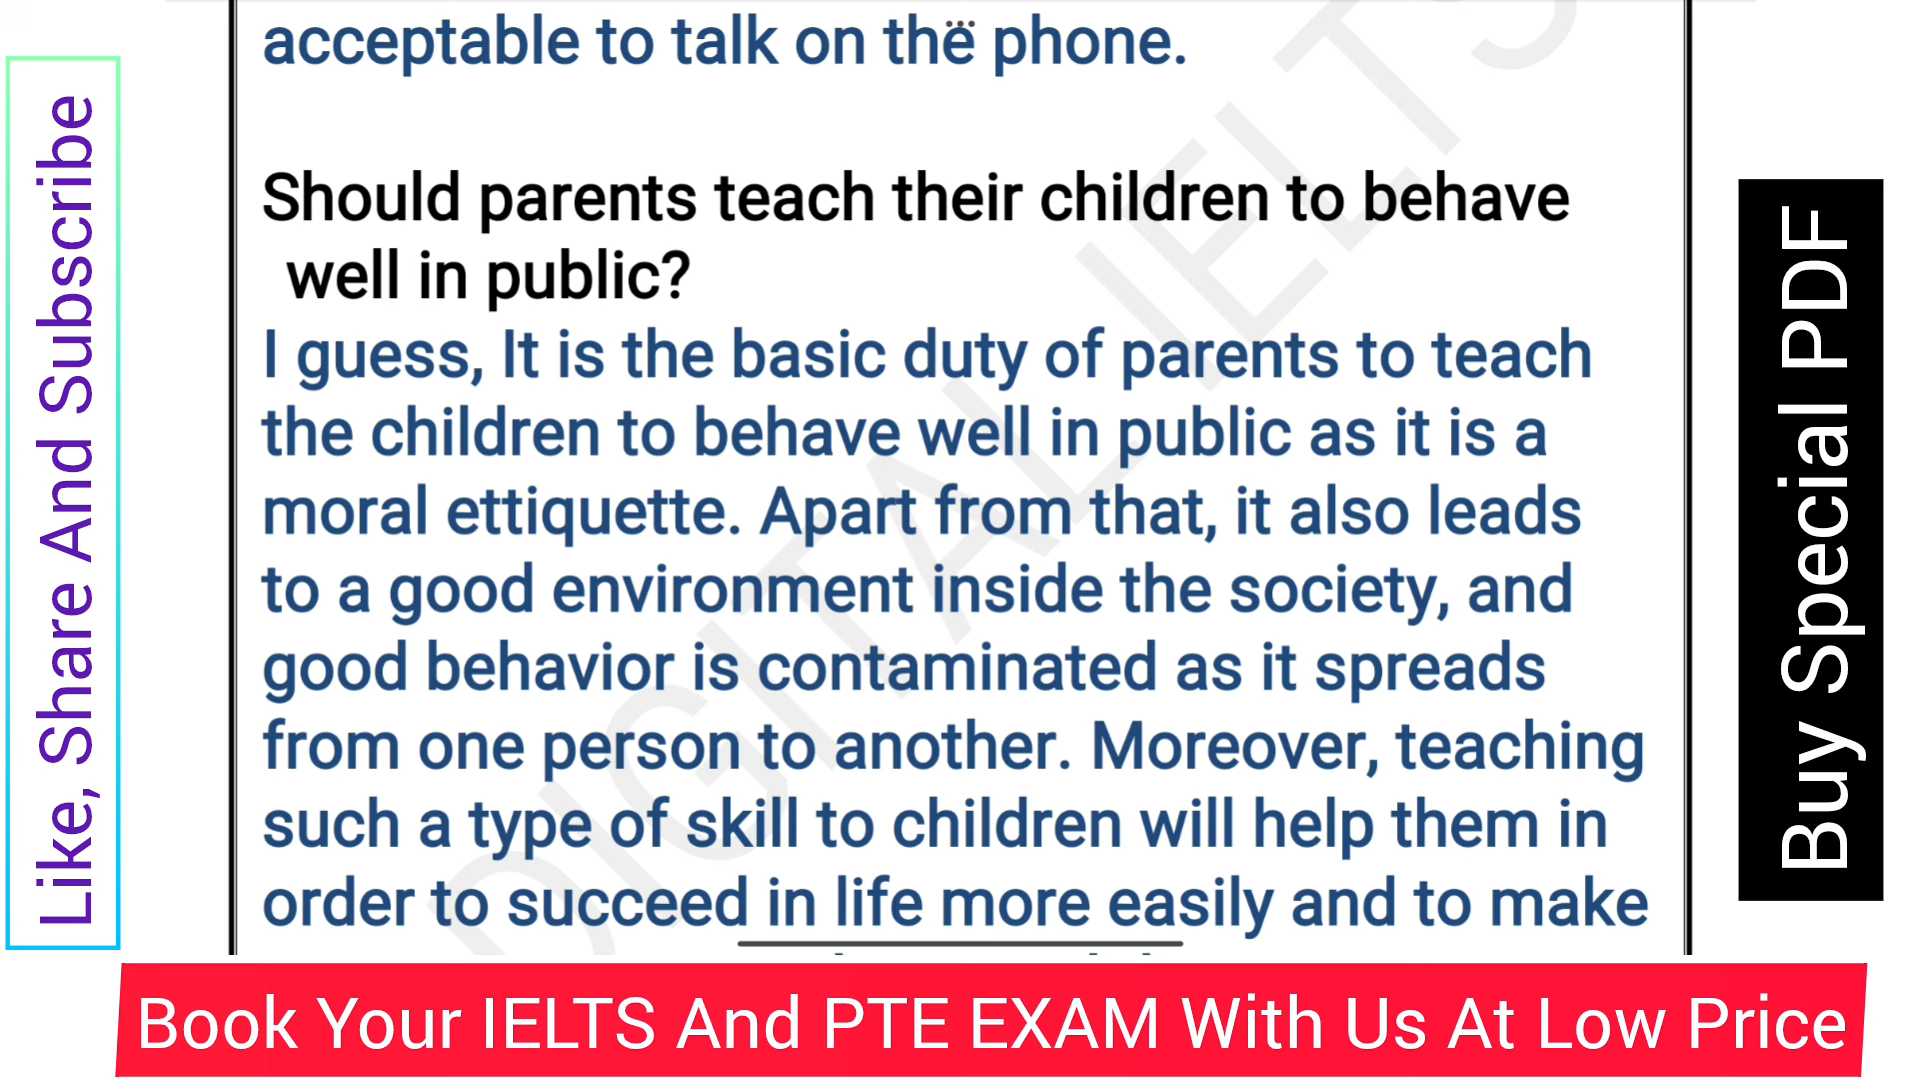 acceptable to talk on the phone.
Should parents teach their children to behave
well in public?
I guess, It is the basic duty of parents to teach
the children to behave well in public as it is a
moral ettiquette. Apart from that, it also leads
to a good environment inside the society, and
good behavior is contaminated as it spreads
from one person to another. Moreover, teaching
such a type of skill to children will help them in
order to succeed in life more easily and to make
Like, Share And Subscribe
Buy Special PDF
Book Your IELTS And PTE EXAM With Us At Low Price
DIGITAL IELTS